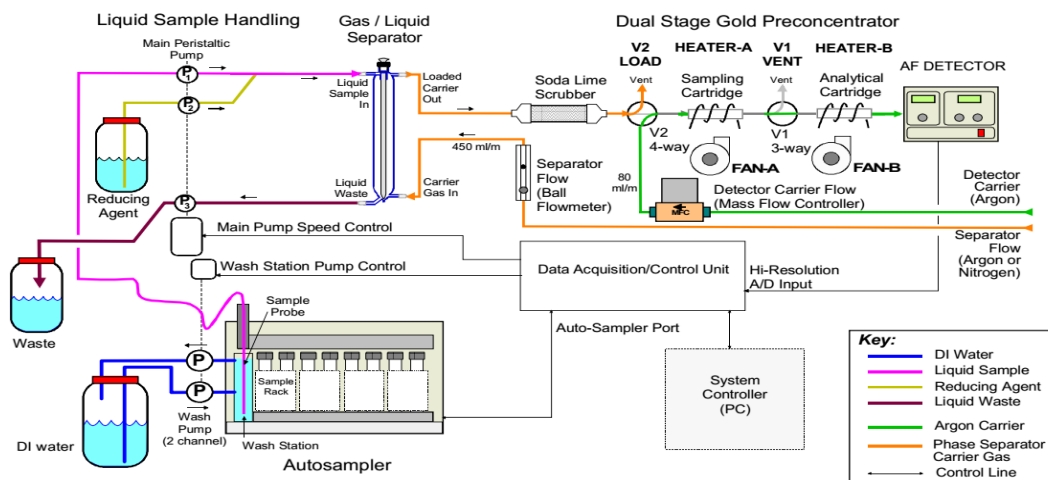 Liquid Sample Handling
Gas / Liquid
Separator
Dual Stage Gold Preconcentrator
Main Peristaltic
Pump
P1
P2
P3
Liquid
Sample
In
Loaded
Carrier
Out
Soda Lime
Scrubber
V2
LOAD
Vent
HEATER-A
Sampling
Cartridge
V1
VENT
Vent
HEATER-B
Analytical
Cartridge
AF DETECTOR
V2
4-way
V1
3-way
FAN-A
FAN-B
450 ml/m
Reducing
Agent
Liquid
Waste
Carrier
Gas In
Separator
Flow
(Ball
Flowmeter)
80
ml/m
MFC
Detector Carrier Flow
(Mass Flow Controller)
Detector
Carrier
(Argon)
Separator
Flow
(Argon or
Nitrogen)
Main Pump Speed Control
Wash Station Pump Control
Data Acquisition/Control Unit
Hi-Resolution
A/D Input
Waste
Sample
Probe
Auto-Sampler Port
P
P
Sample
Rack
System
Controller
(PC)
Wash
Pump
(2 channel)
DI water
Wash Station
Autosampler
Key:
DI Water
Liquid Sample
Reducing Agent
Liquid Waste
Argon Carrier
Phase Separator
Carrier Gas
Control Line